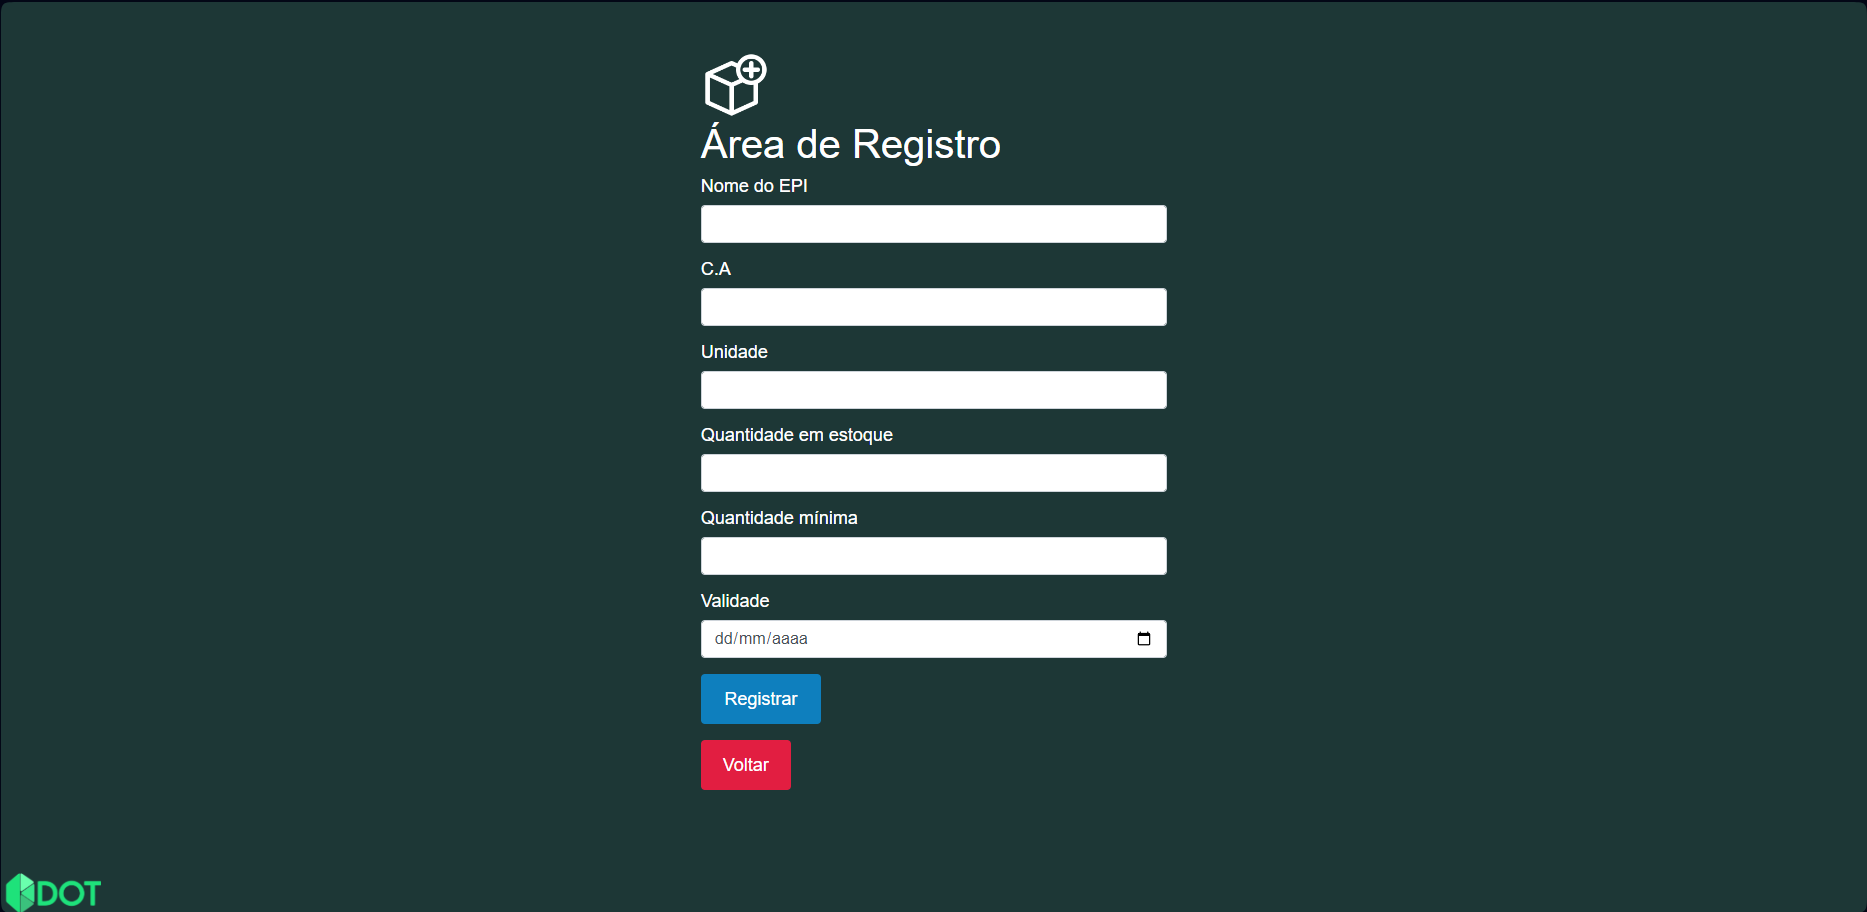 Área de Registro
Nome do EPI
C.A
Unidade
Quantidade em estoque
Quantidade mínima
Validade
dd/mm/aaaa
Registrar
Voltar
DOT